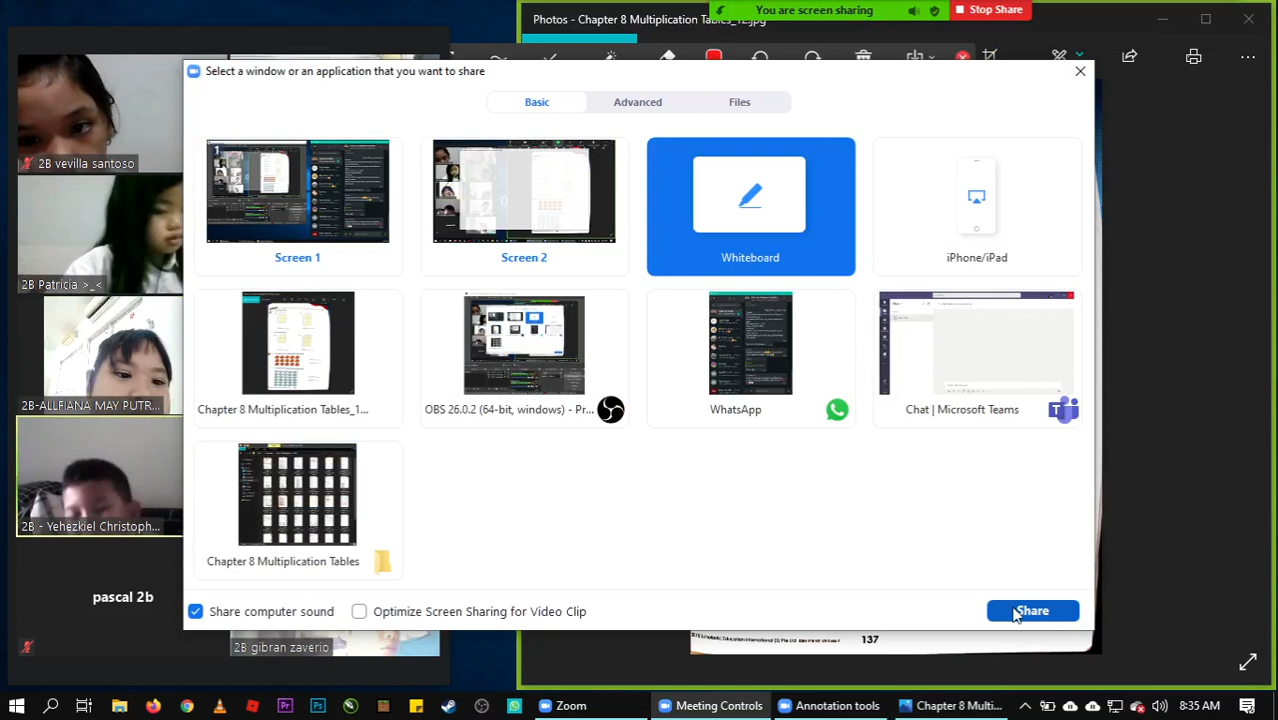 Photos - Chapter 8 Multiplication Tables_12.jpg
You are screen sharing
Stop Share
Select a window or an application that you want to share
Basic
Advanced
Files
Screen 1
Screen 2
Whiteboard
iPhone/iPad
Chapter 8 Multiplication Tables_1...
OBS 26.0.2 (64-bit, windows) - Pr...
WhatsApp
Chat | Microsoft Teams
Chapter 8 Multiplication Tables
Share computer sound
Optimize Screen Sharing for Video Clip
Share
2B vevilla santoso
2B Patricia >_<
2B-ALLFIANA MAY PUTR...
2B - Yehezkiel Christoph...
pascal 2b
2B gibran zaverio
137
Zoom
Meeting Controls
Annotation tools
Chapter 8 Multi...
8:35 AM